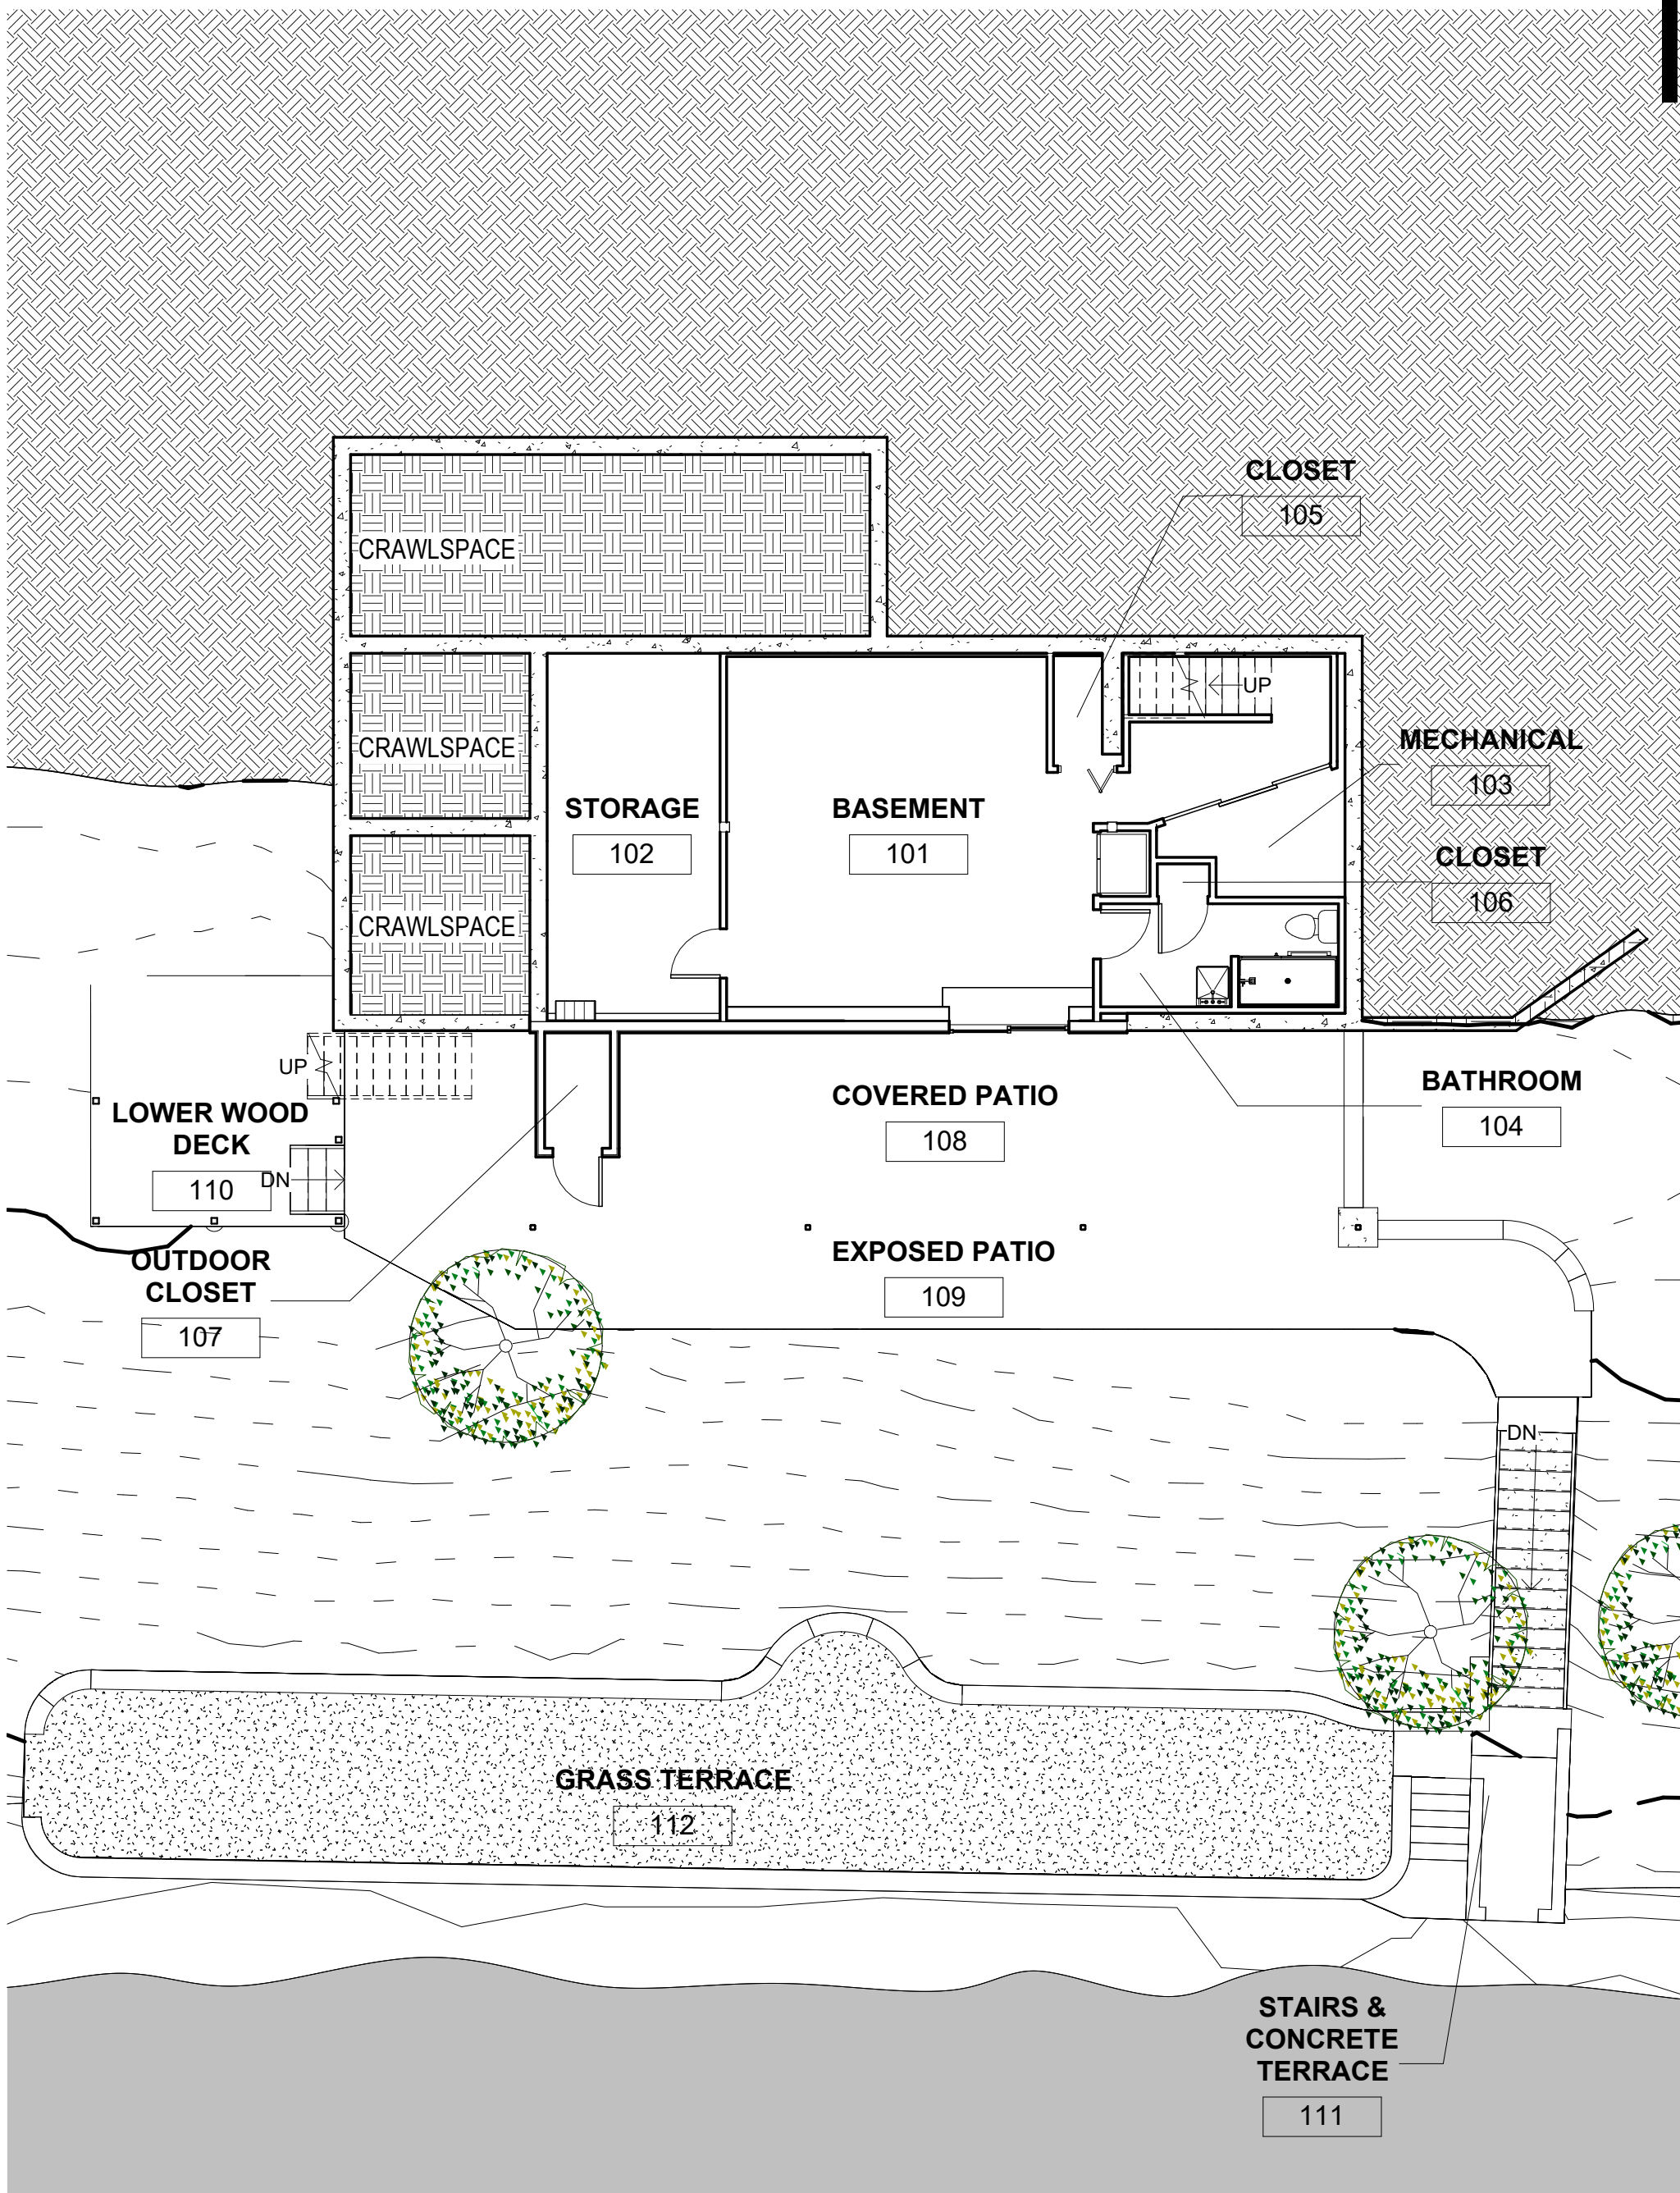 CLOSET
105
CRAWLSPACE
UP
CRAWLSPACE
MECHANICAL
103
STORAGE
102
BASEMENT
101
CLOSET
106
CRAWLSPACE
UP
LOWER WOOD
DECK
110
DN
COVERED PATIO
108
BATHROOM
104
OUTDOOR
CLOSET
107
EXPOSED PATIO
109
DN
GRASS TERRACE
112
STAIRS &
CONCRETE
TERRACE
111